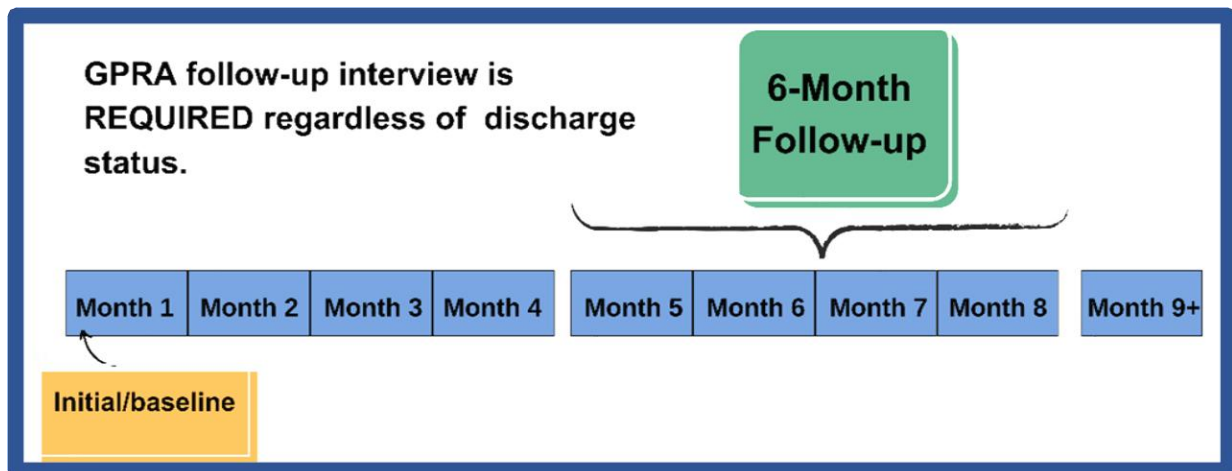 GPRA follow-up interview is
REQUIRED regardless of discharge
status.
6-Month
Follow-up
Month 1 Month 2 Month 3 Month 4 Month 5 Month 6 Month 7 Month 8 Month 9+
Initial/baseline